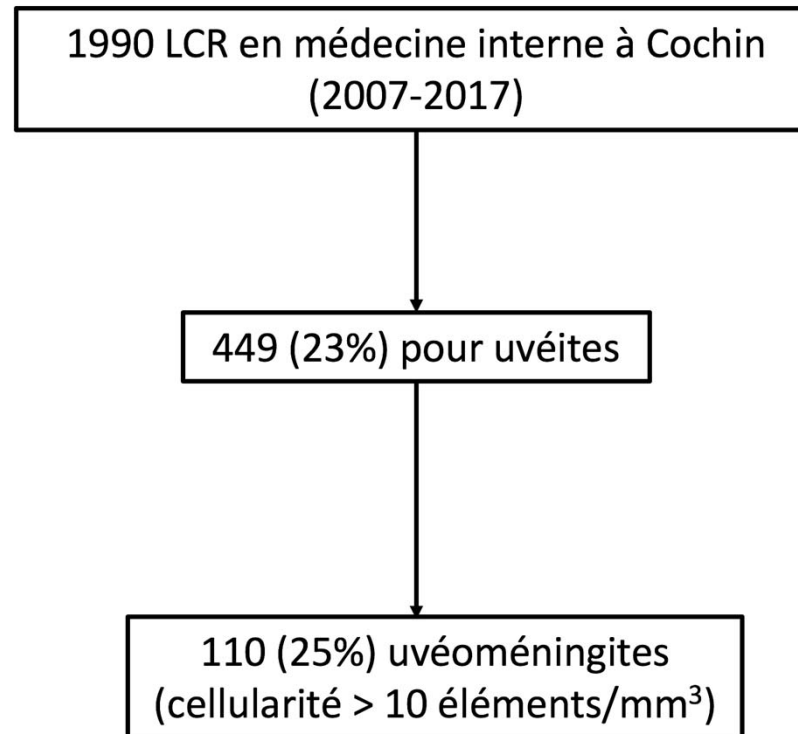 1990 LCR en médecine interne à Cochin
(2007-2017)
449 (23%) pour uvéites
110 (25%) uvéoméningites
(cellularité > 10 éléments/mm³)